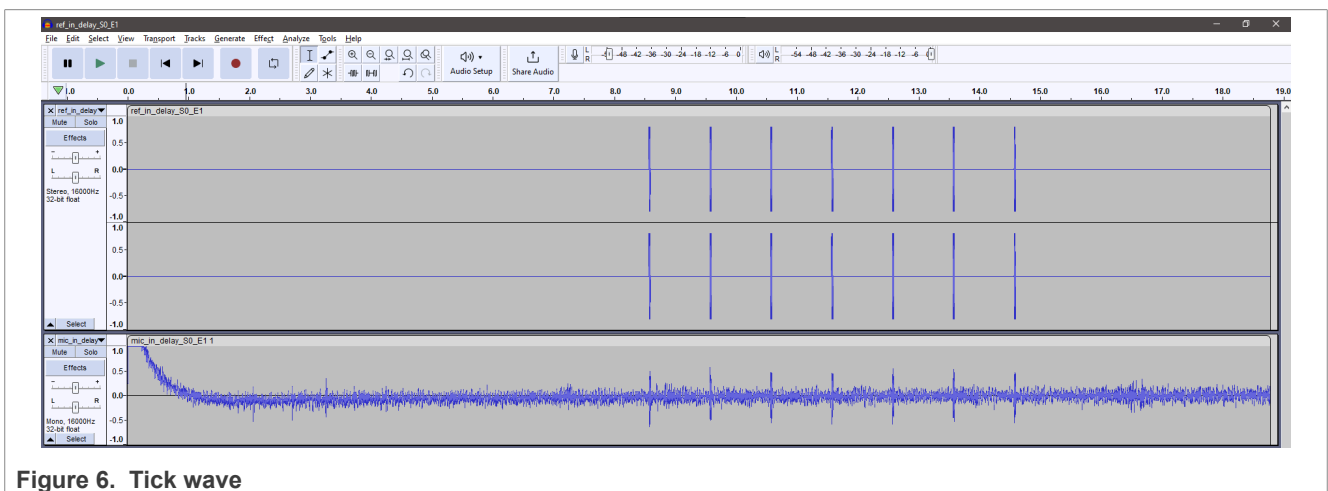 ref_in_delay_S0_E1
File Edit Select View Transport Tracks Generate Effect Analyze Tools Help
Audio Setup
Share Audio
L R -54 -48 -42 -36 -30 -24 -18 -12 -6 0
L R -54 -48 -42 -36 -30 -24 -18 -12 -6 0
1.0 0.0 1.0 2.0 3.0 4.0 5.0 6.0 7.0 8.0 9.0 10.0 11.0 12.0 13.0 14.0 15.0 16.0 17.0 18.0 19.0
ref_in_delay ref_in_delay_S0_E1
Mute Solo
Effects
- +
L R
Stereo, 16000Hz
32-bit float
Select
1.0
0.5
0.0
-0.5
-1.0
1.0
0.5
0.0
-0.5
-1.0
mic_in_delay mic_in_delay_S0_E1 1
Mute Solo
Effects
- +
L R
Mono, 16000Hz
32-bit float
Select
1.0
0.5
0.0
-0.5
-1.0
Figure 6. Tick wave